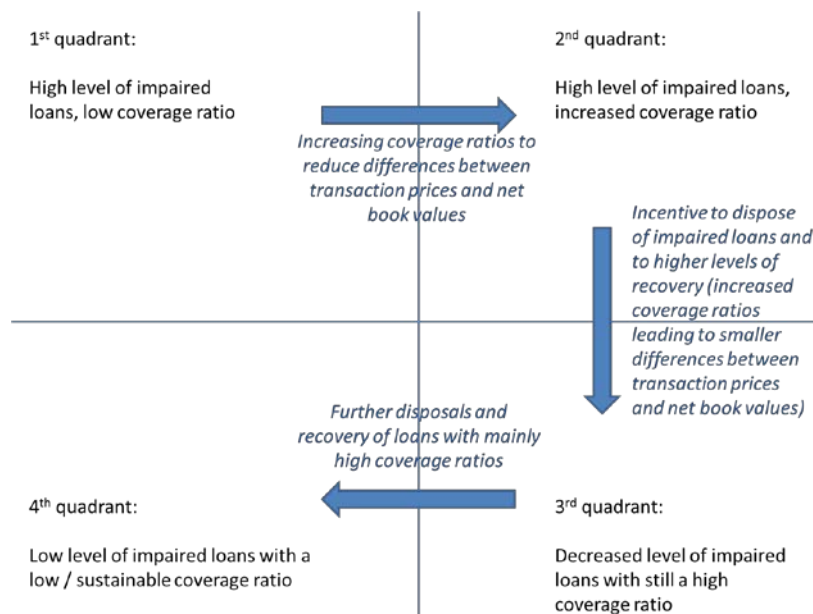 1st quadrant:
High level of impaired
loans, low coverage ratio
2nd quadrant:
High level of impaired loans,
increased coverage ratio
Increasing coverage ratios to
reduce differences between
transaction prices and net
book values
Incentive to dispose
of impaired loans and
to higher levels of
recovery (increased
coverage ratios
leading to smaller
differences between
transaction prices
and net book values)
Further disposals and
recovery of loans with mainly
high coverage ratios
4th quadrant:
Low level of impaired loans with a
low / sustainable coverage ratio
3rd quadrant:
Decreased level of impaired
loans with still a high
coverage ratio